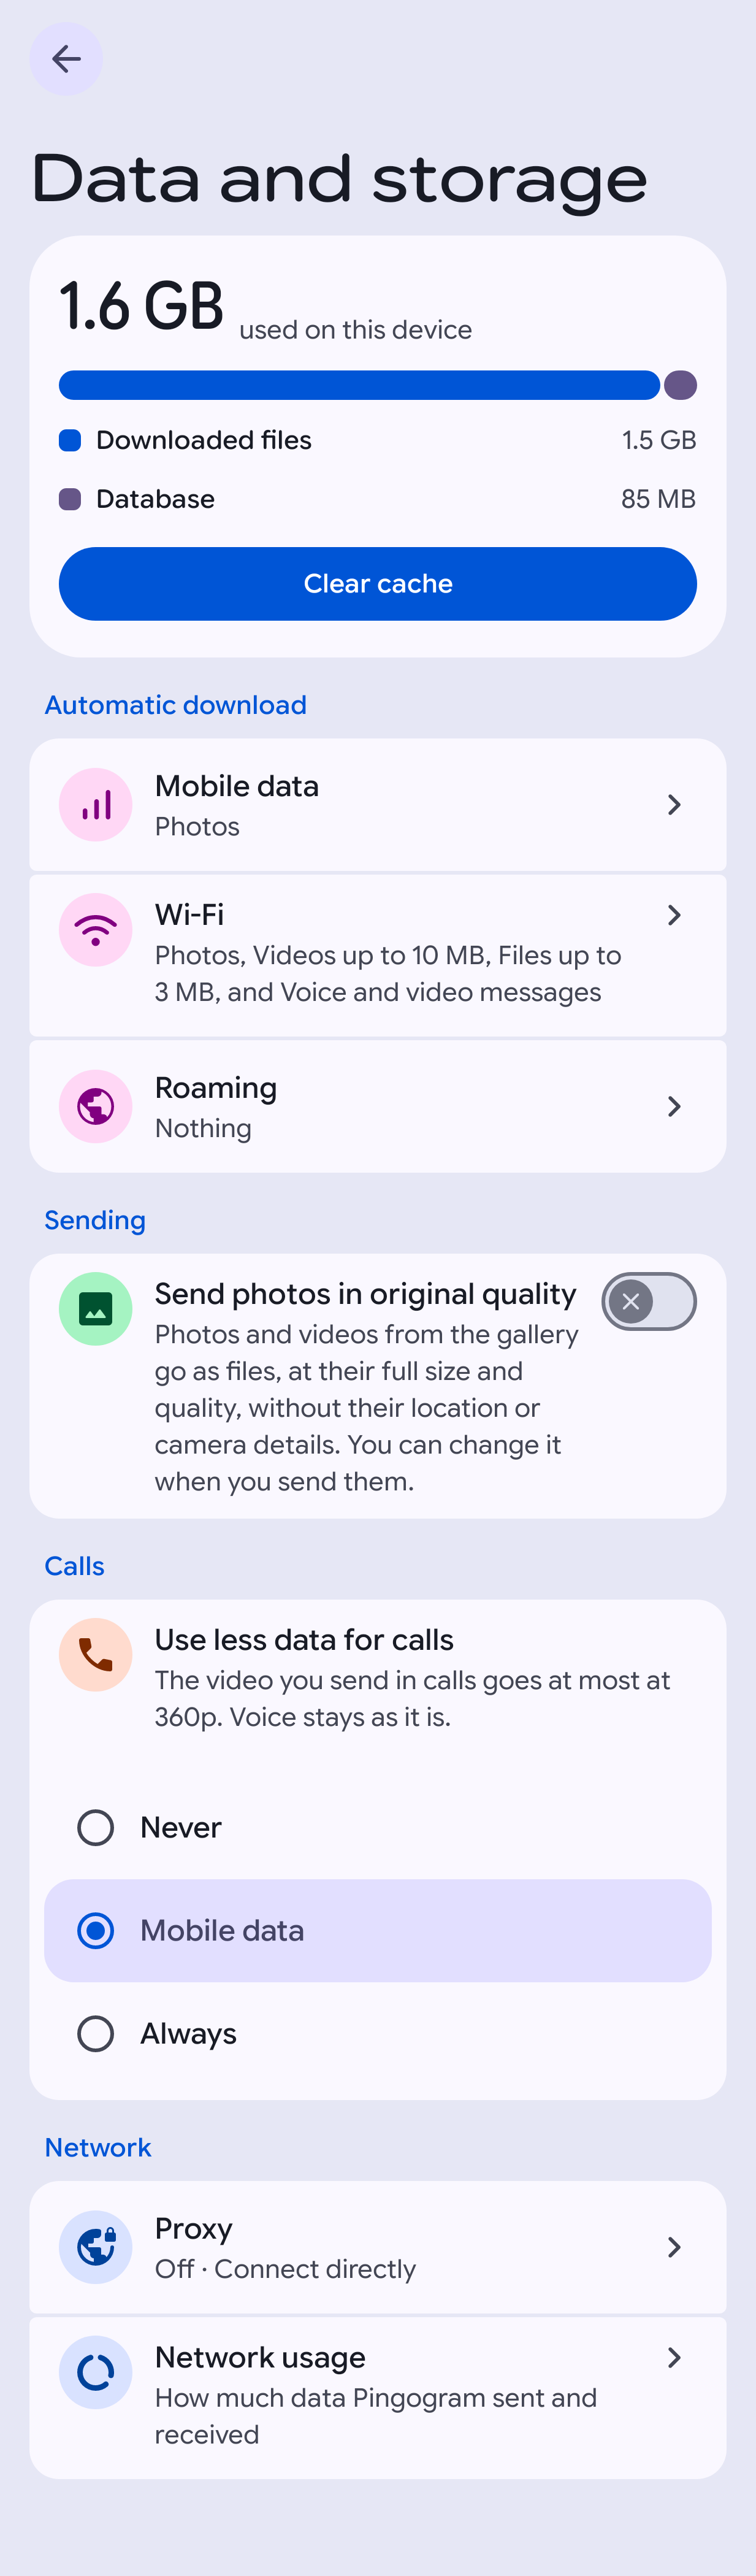 Data and storage
1.6 GB used on this device
Downloaded files 1.5 GB
Database 85 MB
Clear cache
Automatic download
Mobile data
Photos
Wi-Fi
Photos, Videos up to 10 MB, Files up to
3 MB, and Voice and video messages
Roaming
Nothing
Sending
Send photos in original quality
Photos and videos from the gallery
go as files, at their full size and
quality, without their location or
camera details. You can change it
when you send them.
Calls
Use less data for calls
The video you send in calls goes at most at
360p. Voice stays as it is.
Never
Mobile data
Always
Network
Proxy
Off · Connect directly
Network usage
How much data Pingogram sent and
received